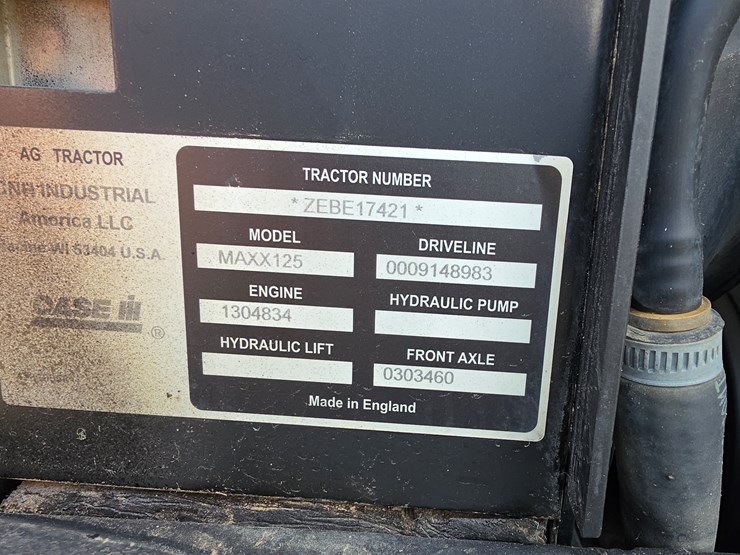 AG TRACTOR
CNH INDUSTRIAL
America LLC
Racine WI 53404 U.S.A.
CASE IH
®
TRACTOR NUMBER
* ZEBE17421 *
MODEL
MAXX125
DRIVELINE
0009148983
ENGINE
1304834
HYDRAULIC PUMP
HYDRAULIC LIFT
FRONT AXLE
0303460
Made in England